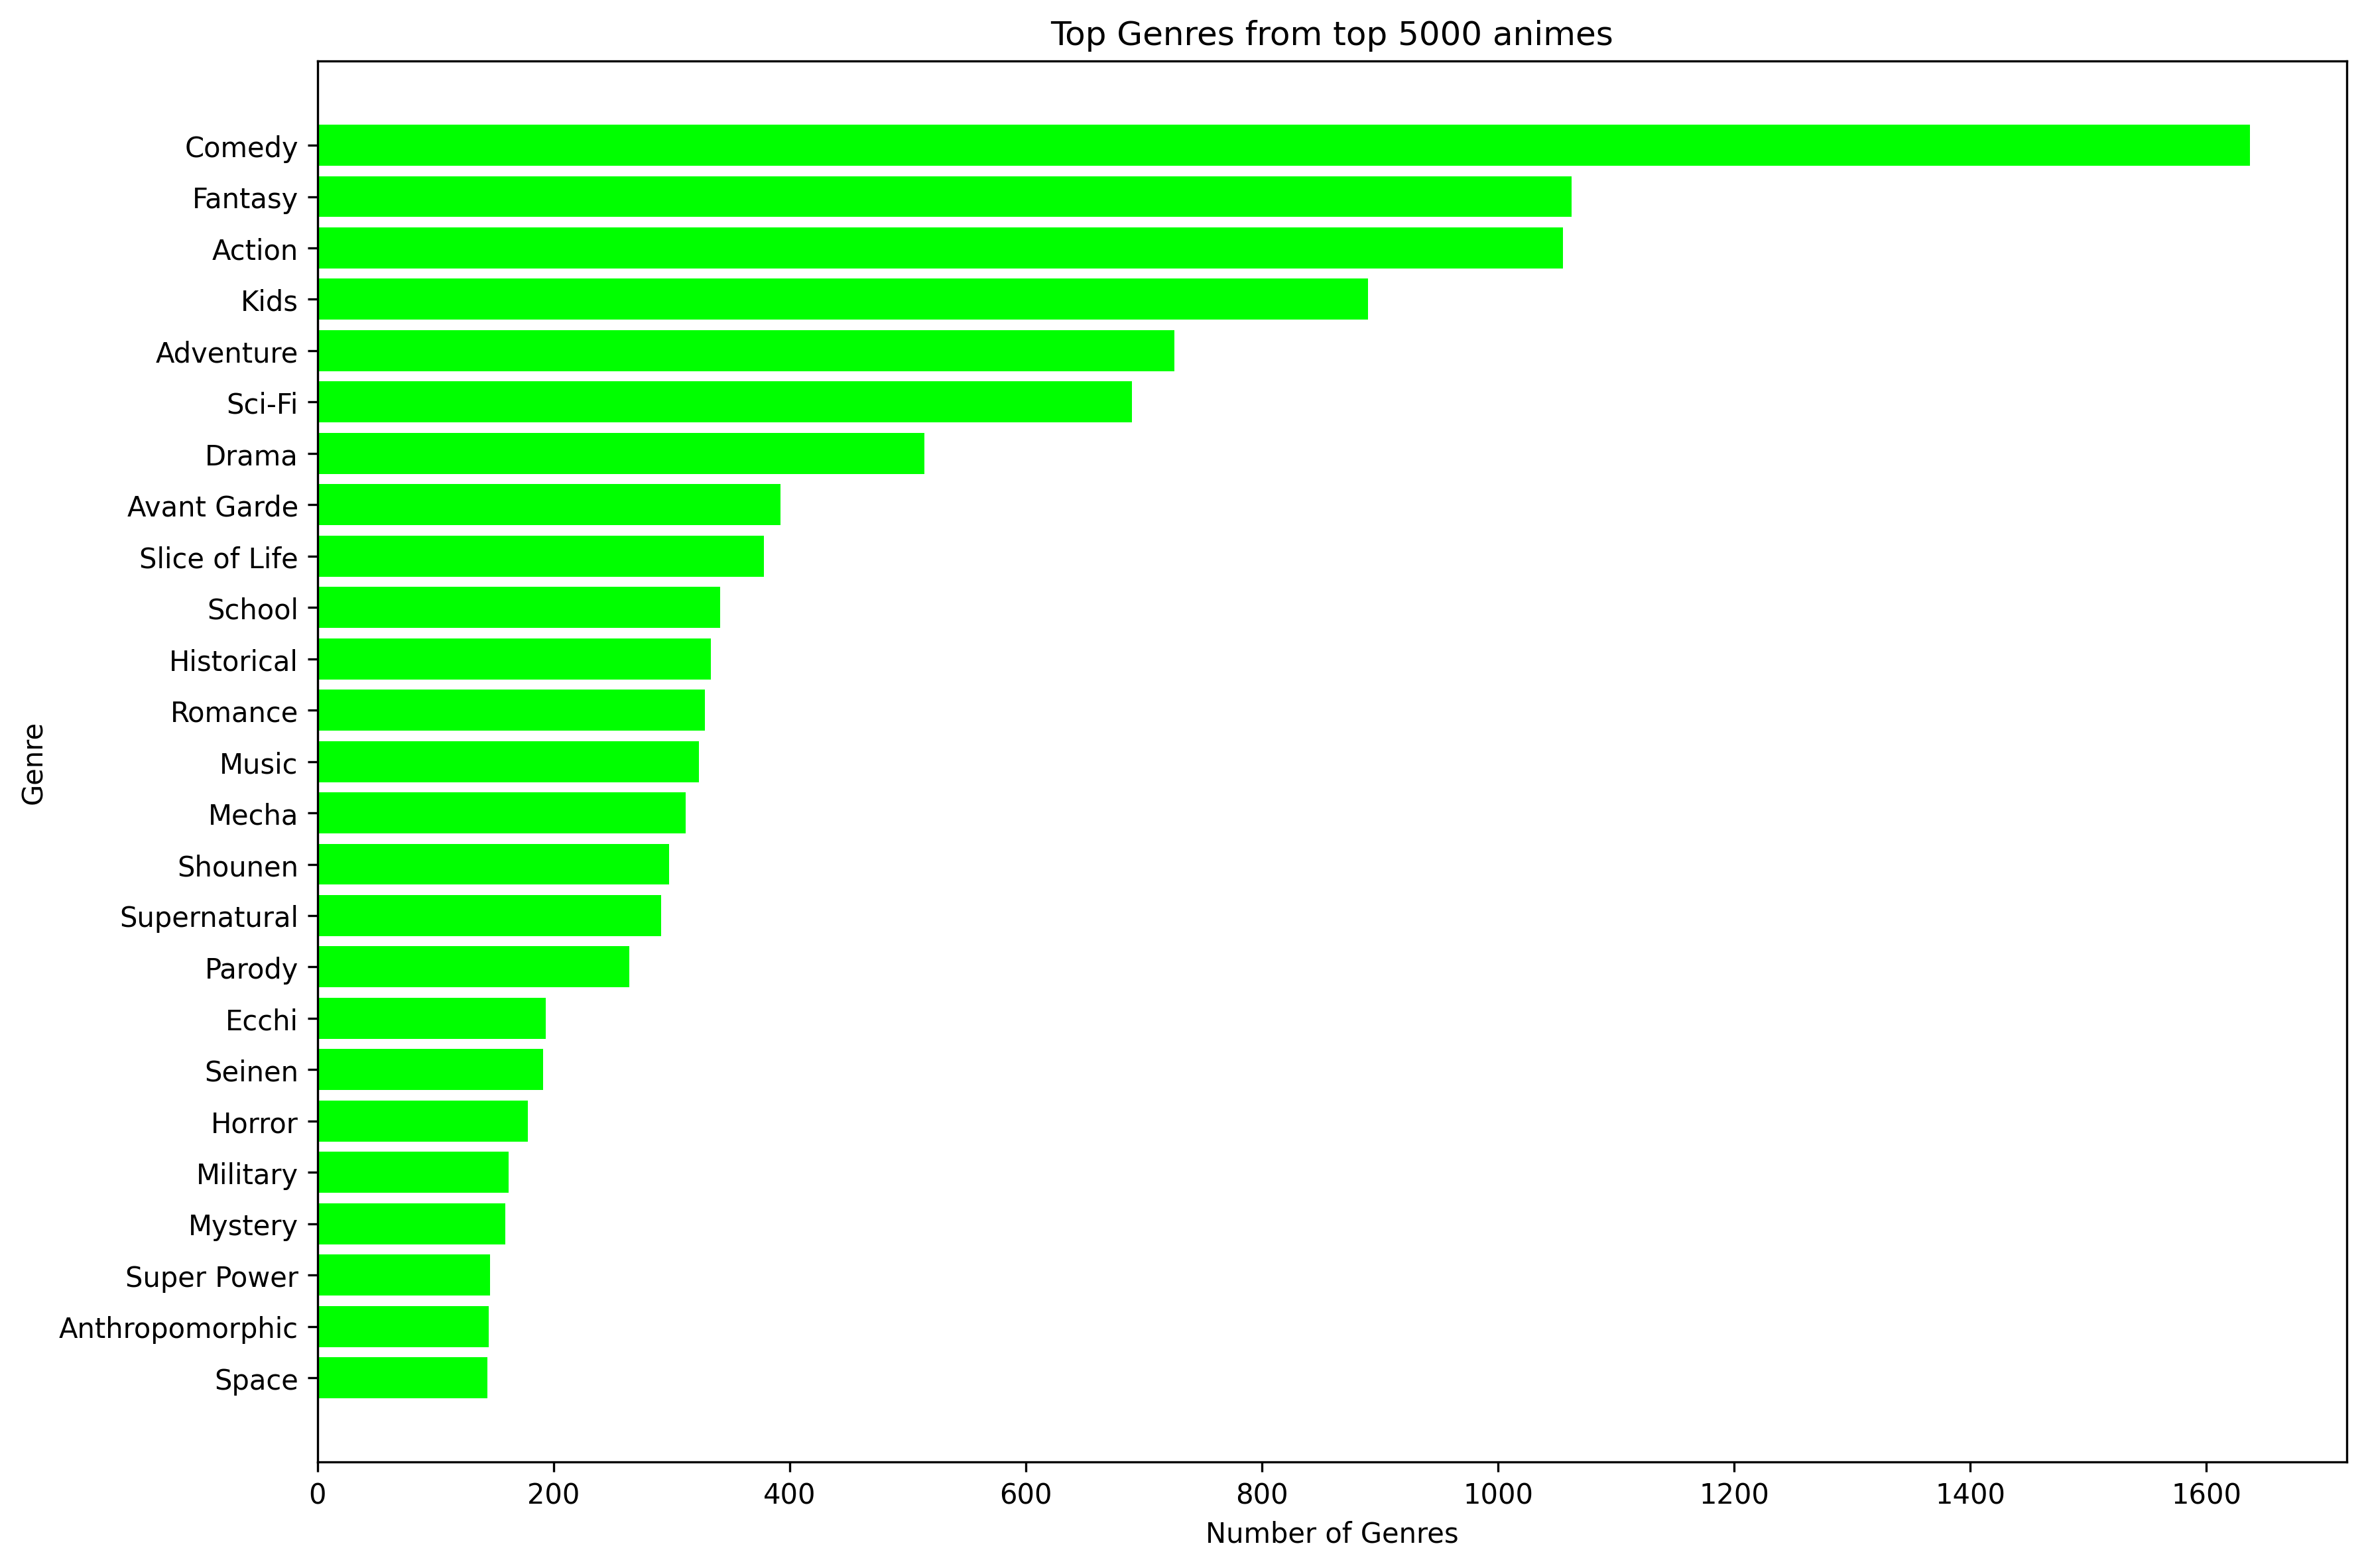 Top Genres from top 5000 animes
Comedy
Fantasy
Action
Kids
Adventure
Sci-Fi
Drama
Avant Garde
Slice of Life
School
Historical
Romance
Music
Mecha
Shounen
Supernatural
Parody
Ecchi
Seinen
Horror
Military
Mystery
Super Power
Anthropomorphic
Space
Genre
0 200 400 600 800 1000 1200 1400 1600
Number of Genres